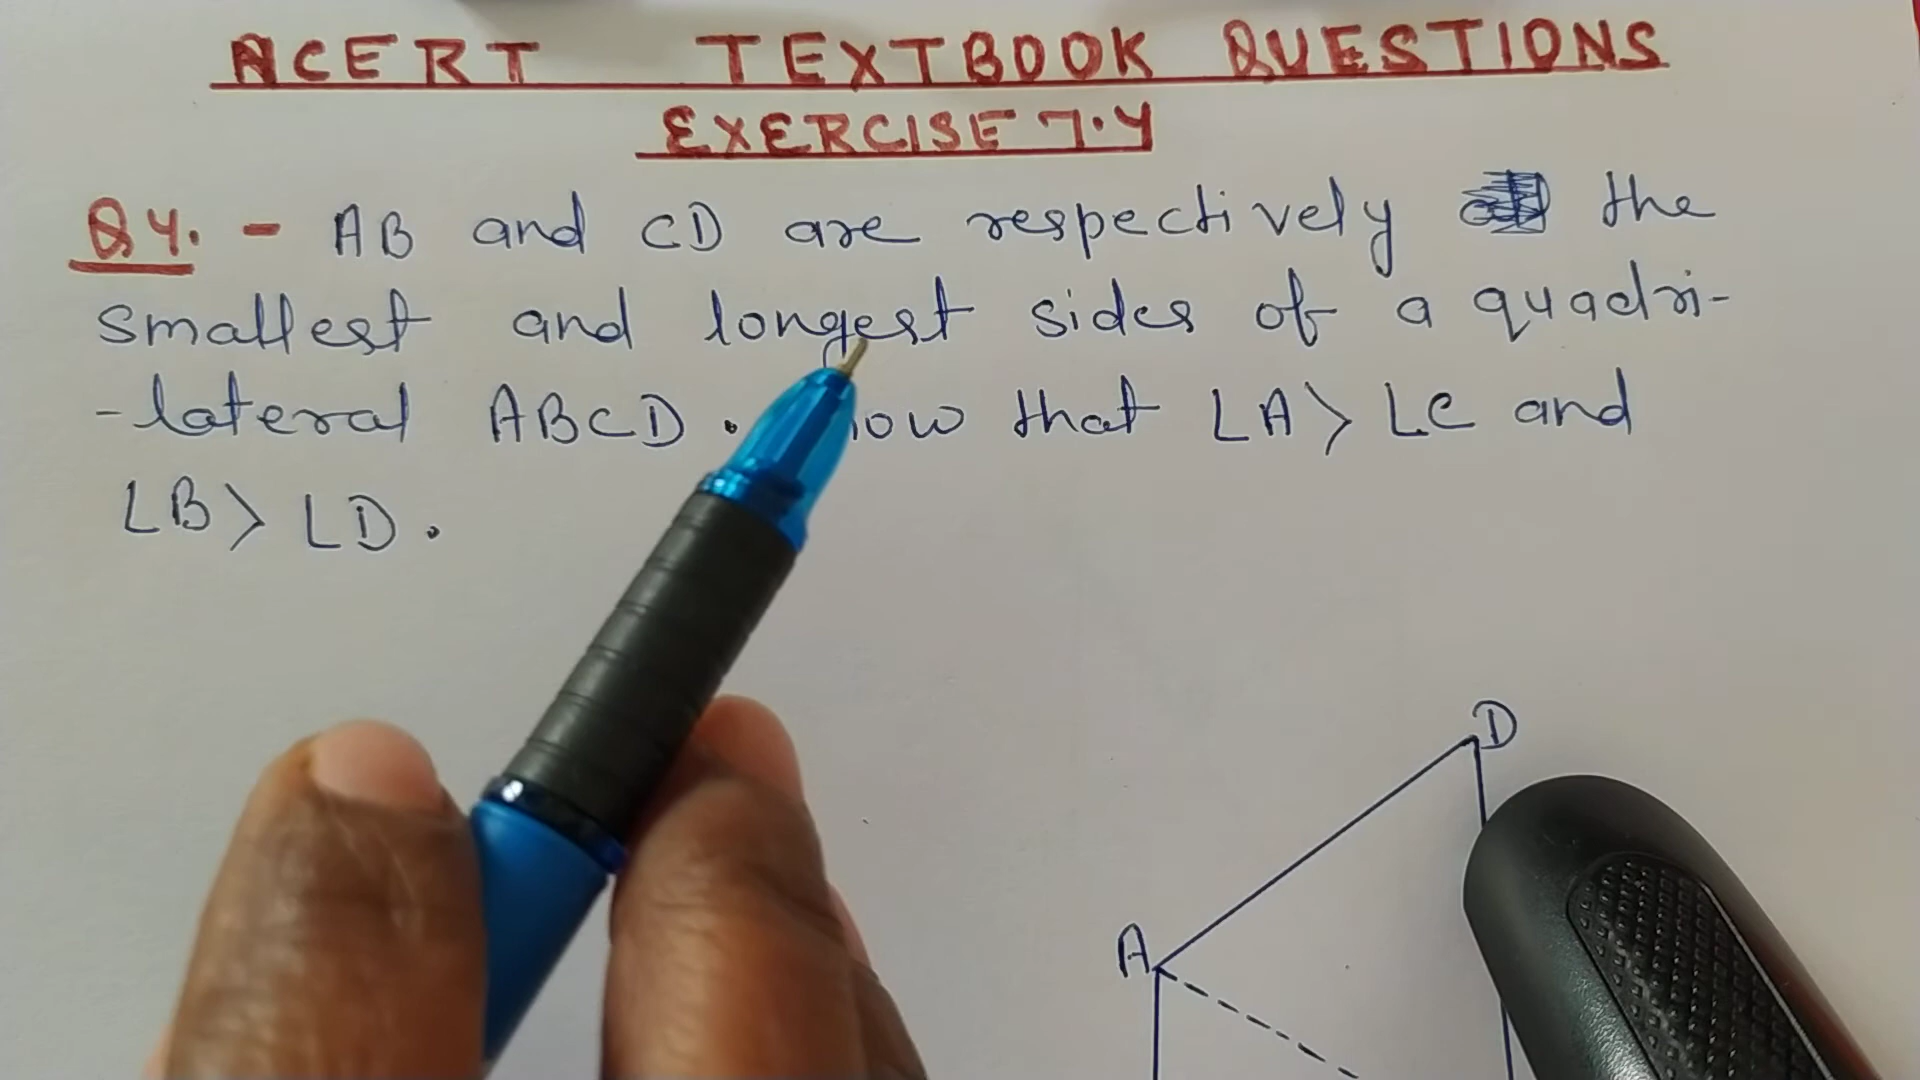 NCERT TEXTBOOK QUESTIONS
EXERCISE 7.4
Q4. - AB and CD are respectively the
smallest and longest sides of a quadri-
-lateral ABCD. how that ∠A > ∠C and
∠B > ∠D.
D
A